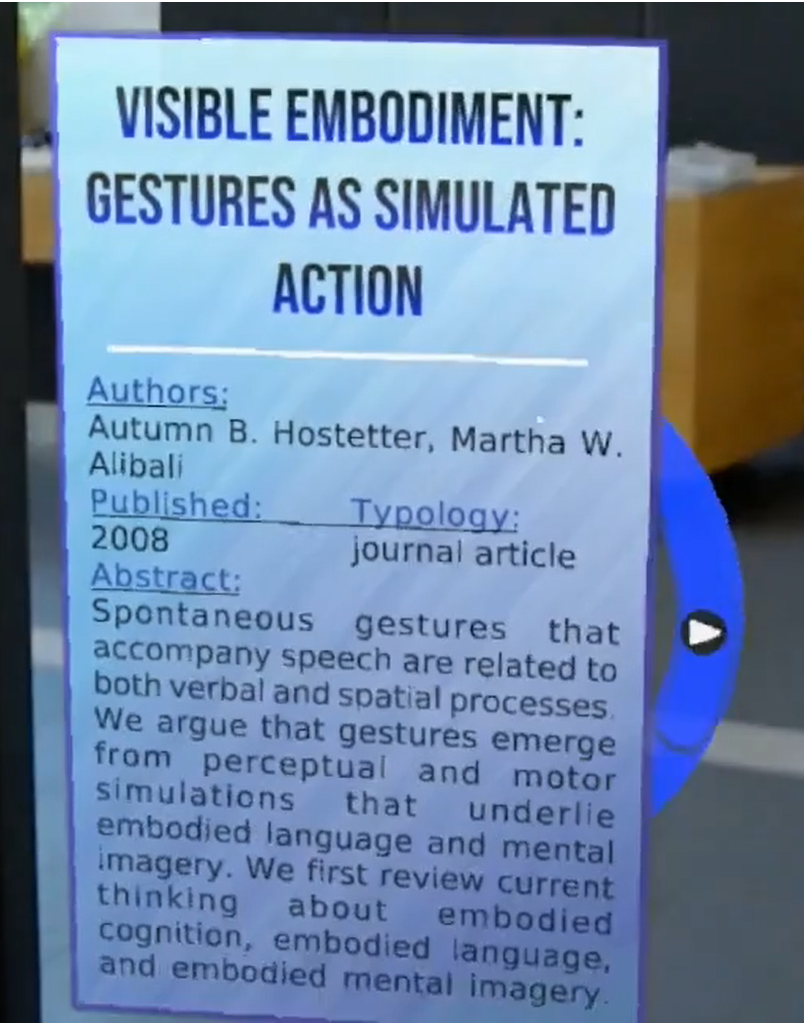 VISIBLE EMBODIMENT:
GESTURES AS SIMULATED
ACTION
Authors:
Autumn B. Hostetter, Martha W.
Alibali
Published: Typology:
2008 journal article
Abstract:
Spontaneous gestures that
accompany speech are related to
both verbal and spatial processes.
We argue that gestures emerge
from perceptual and motor
simulations that underlie
embodied language and mental
imagery. We first review current
thinking about embodied
cognition, embodied language,
and embodied mental imagery.